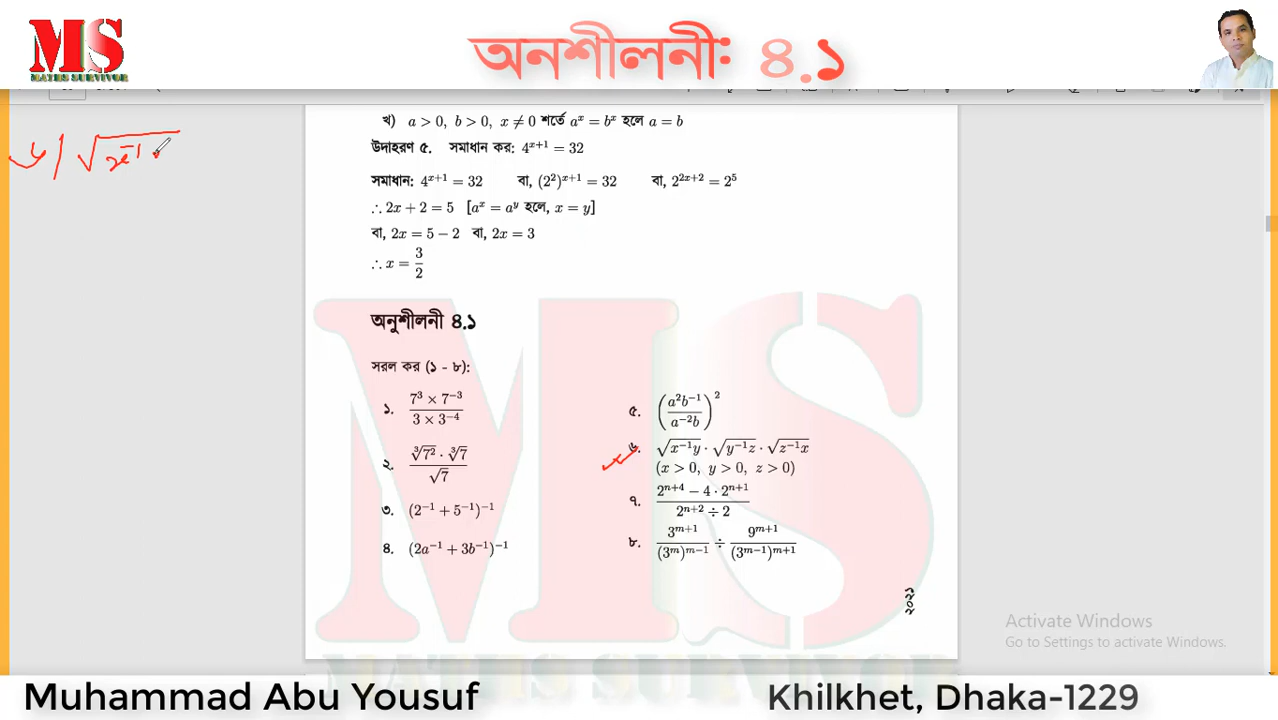 MS
MATHS SURVIVOR
অনশীলনীঃ ৪.১
৬| √x⁻¹
খ) a > 0, b > 0, x ≠ 0 শর্তে aˣ = bˣ হলে a = b
উদাহরণ ৫. সমাধান কর: 4ˣ⁺¹ = 32
সমাধান: 4ˣ⁺¹ = 32 বা, (2²)ˣ⁺¹ = 32 বা, 2²ˣ⁺² = 2⁵
∴ 2x + 2 = 5 [aˣ = aʸ হলে, x = y]
বা, 2x = 5 − 2 বা, 2x = 3
∴ x = 3/2
অনুশীলনী ৪.১
সরল কর (১ - ৮):
১. (7³ × 7⁻³)/(3 × 3⁻⁴)
২. (∛7² · ∛7)/√7
৩. (2⁻¹ + 5⁻¹)⁻¹
৪. (2a⁻¹ + 3b⁻¹)⁻¹
৫. (a²b⁻¹/a⁻²b)²
৬. √(x⁻¹y) · √(y⁻¹z) · √(z⁻¹x)
(x > 0, y > 0, z > 0)
৭. (2ⁿ⁺⁴ − 4 · 2ⁿ⁺¹)/(2ⁿ⁺² ÷ 2)
৮. 3ᵐ⁺¹/(3ᵐ)ᵐ⁻¹ ÷ 9ᵐ⁺¹/(3ᵐ⁻¹)ᵐ⁺¹
২০২১
MS
MATHS SURVIVOR
Activate Windows
Go to Settings to activate Windows.
Muhammad Abu Yousuf
Khilkhet, Dhaka-1229